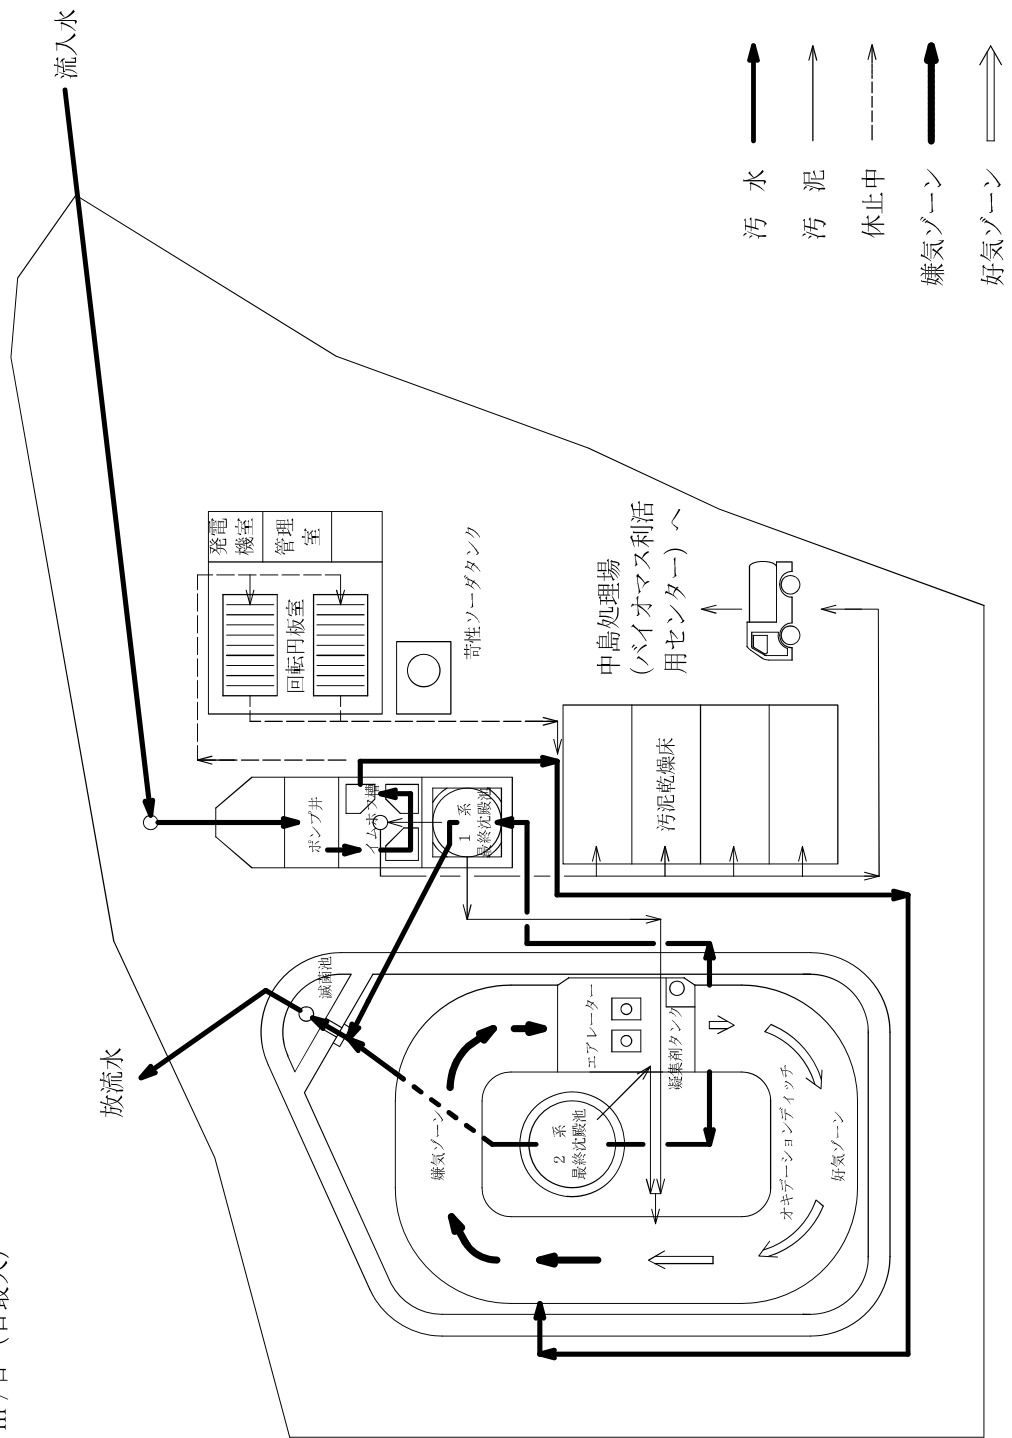 流入水
発電
機室
管理
室
回転円板室
苛性ソーダタンク
ポンプ井
イムホフ槽
1 系
最終沈殿池
中島処理場
(バイオマス利活
用センター) へ
汚泥乾燥床
滅菌池
放流水
エアレーター
凝集剤タンク
嫌気ゾーン
2 系
最終沈殿池
オキデーションディッチ
好気ゾーン
汚 水
汚 泥
休止中
嫌気ゾーン
好気ゾーン